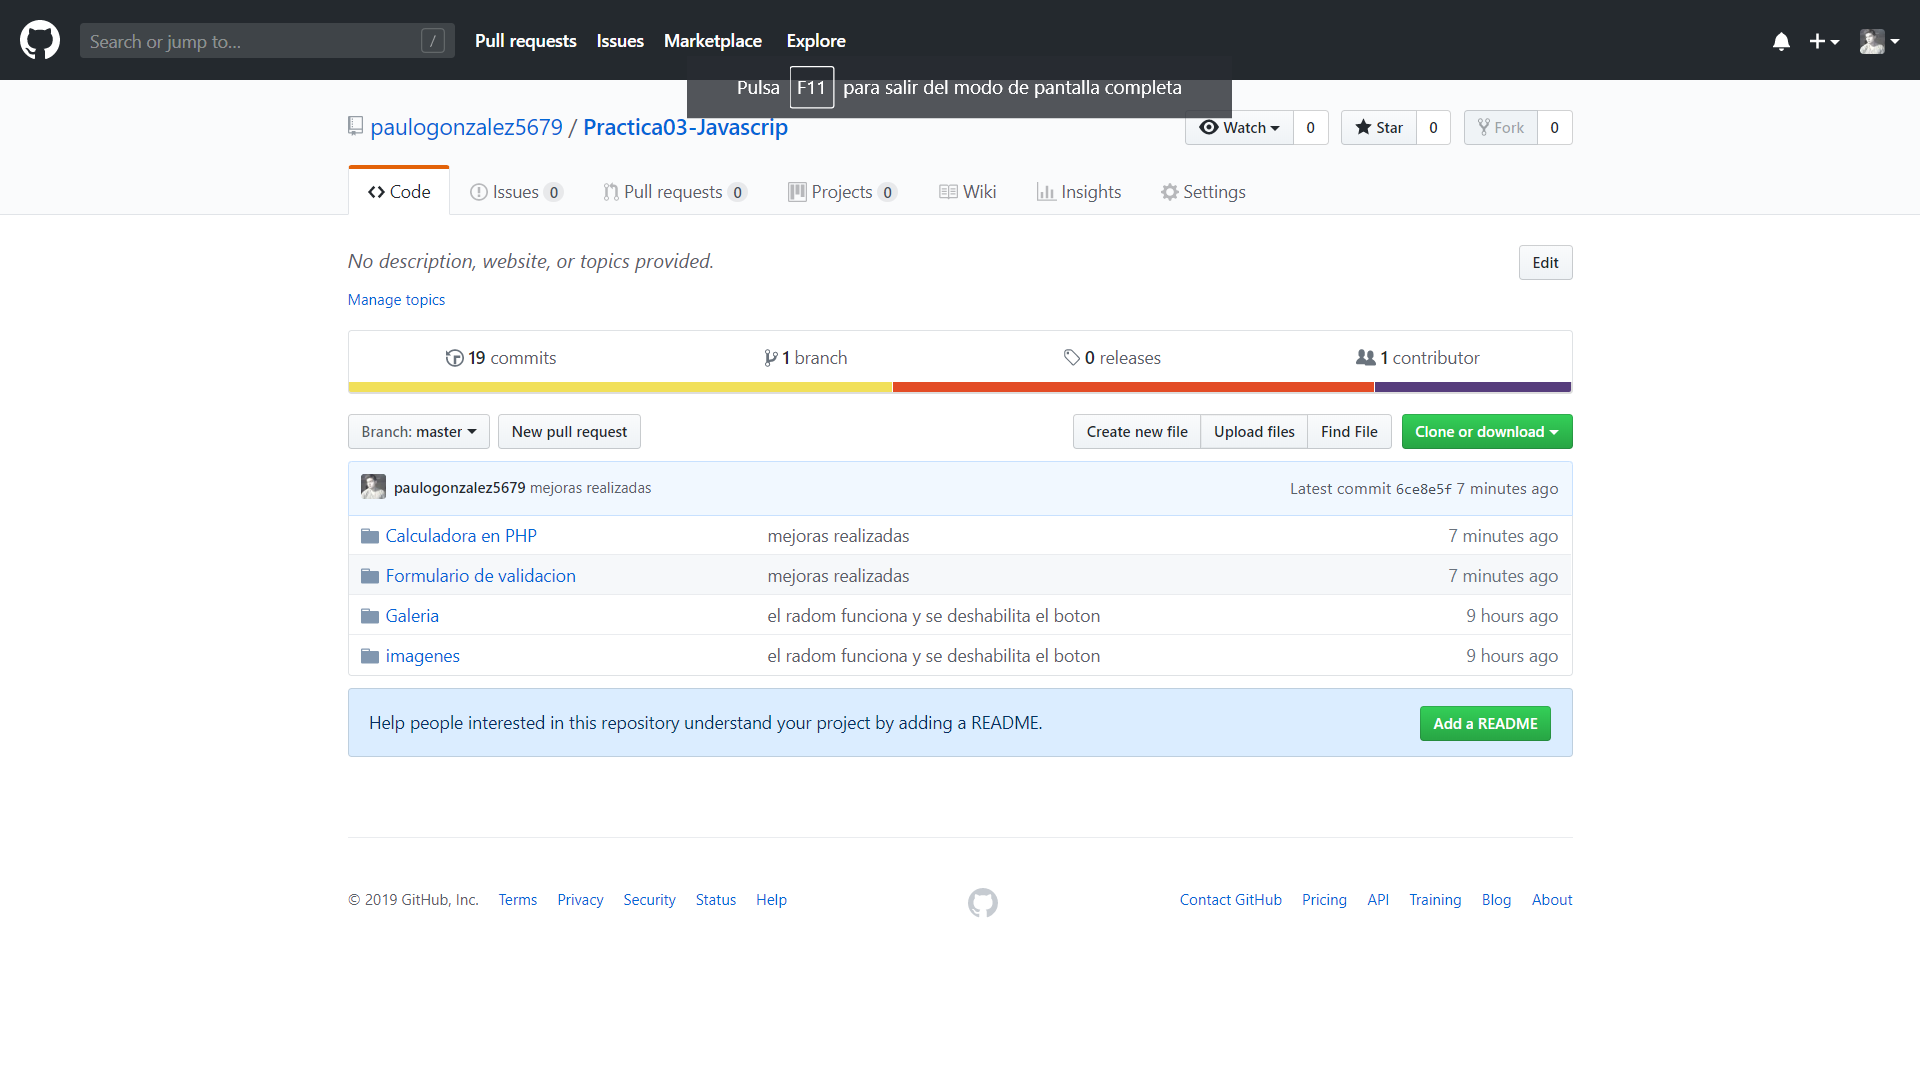 Search or jump to... /
Pull requests Issues Marketplace Explore
Pulsa F11 para salir del modo de pantalla completa
paulogonzalez5679 / Practica03-Javascrip
Watch 0 Star 0 Fork 0
Code Issues 0 Pull requests 0 Projects 0 Wiki Insights Settings
No description, website, or topics provided. Edit
Manage topics
19 commits 1 branch 0 releases 1 contributor
Branch: master New pull request Create new file Upload files Find File Clone or download
paulogonzalez5679 mejoras realizadas Latest commit 6ce8e5f 7 minutes ago
Calculadora en PHP mejoras realizadas 7 minutes ago
Formulario de validacion mejoras realizadas 7 minutes ago
Galeria el radom funciona y se deshabilita el boton 9 hours ago
imagenes el radom funciona y se deshabilita el boton 9 hours ago
Help people interested in this repository understand your project by adding a README. Add a README
© 2019 GitHub, Inc. Terms Privacy Security Status Help Contact GitHub Pricing API Training Blog About